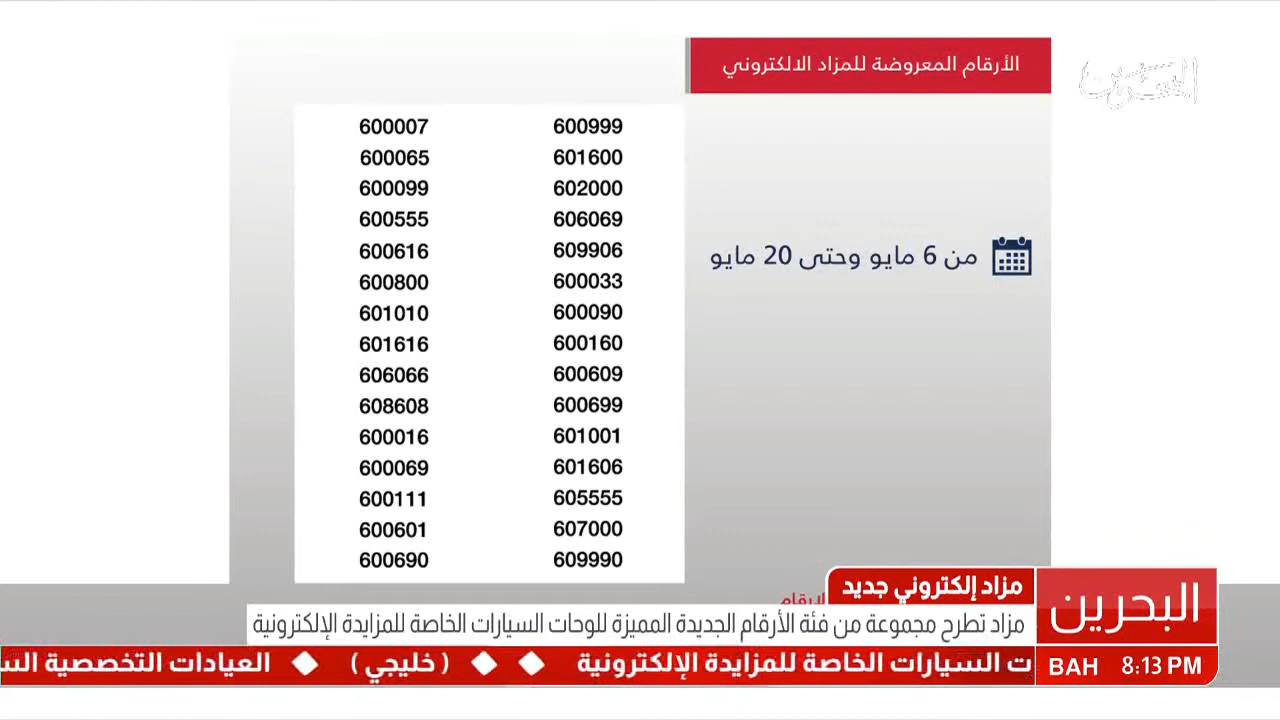 الأرقام المعروضة للمزاد الالكتروني
البحرين
من 6 مايو وحتى 20 مايو
600007 600999
600065 601600
600099 602000
600555 606069
600616 609906
600800 600033
601010 600090
601616 600160
606066 600609
608608 600699
600016 601001
600069 601606
600111 605555
600601 607000
600690 609990
مزاد إلكتروني جديد
مزاد تطرح مجموعة من فئة الأرقام الجديدة المميزة للوحات السيارات الخاصة للمزايدة الإلكترونية
البحرين
BAH 8:13 PM
ت السيارات الخاصة للمزايدة الإلكترونية ◆ ◆ ( خليجي ) ◆ العيادات التخصصية الس